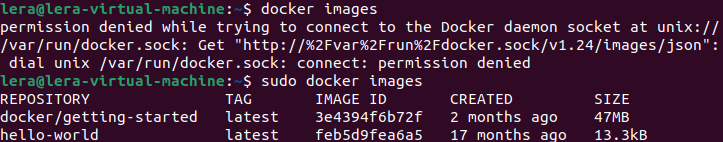 lera@lera-virtual-machine:~$ docker images
permission denied while trying to connect to the Docker daemon socket at unix://
/var/run/docker.sock: Get "http://%2Fvar%2Frun%2Fdocker.sock/v1.24/images/json":
 dial unix /var/run/docker.sock: connect: permission denied
lera@lera-virtual-machine:~$ sudo docker images
REPOSITORY               TAG       IMAGE ID       CREATED         SIZE
docker/getting-started   latest    3e4394f6b72f   2 months ago    47MB
hello-world              latest    feb5d9fea6a5   17 months ago   13.3kB